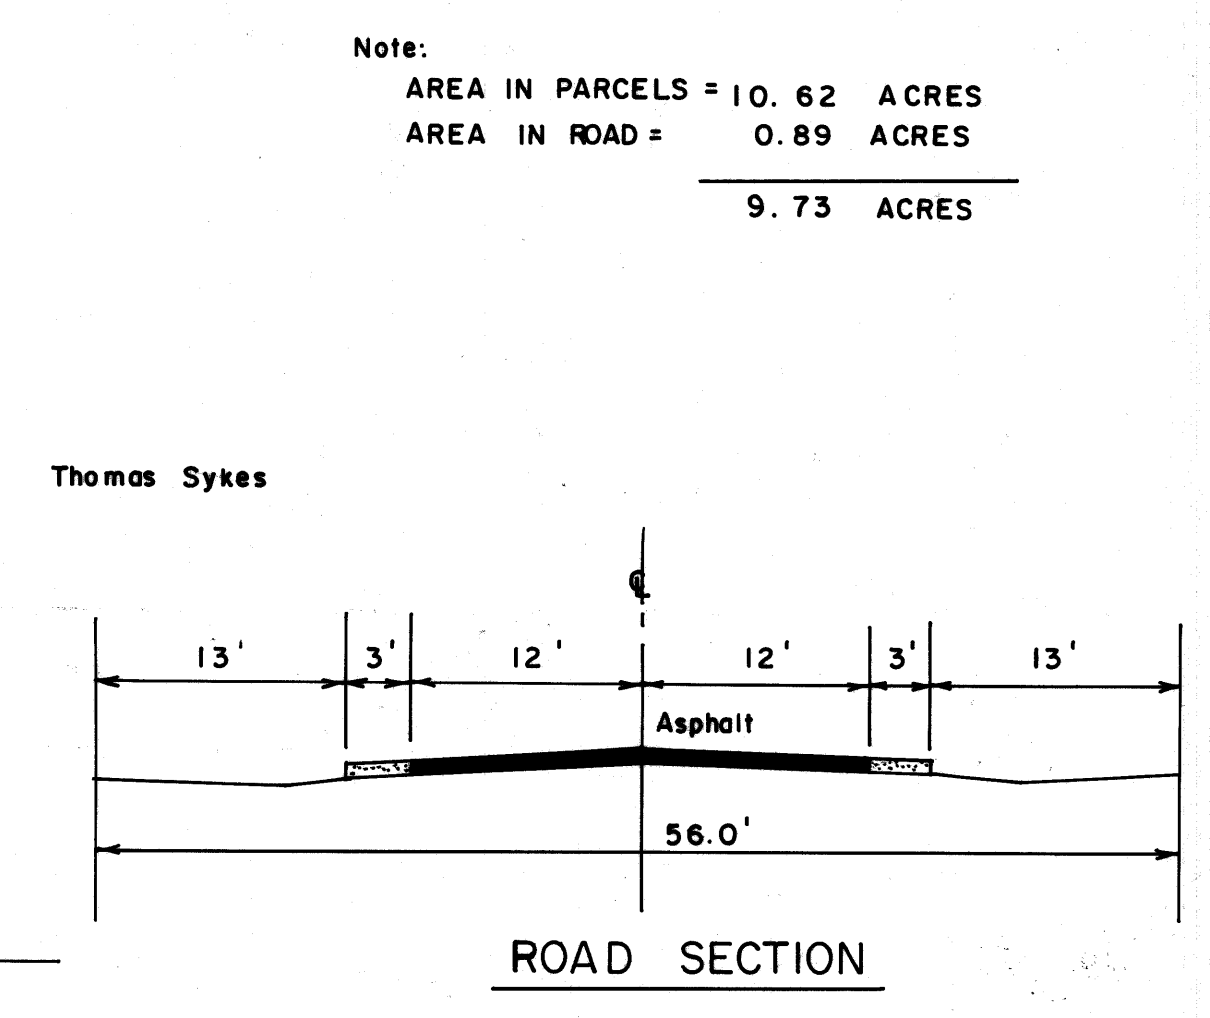 Note:
AREA IN PARCELS = 10.62 ACRES
AREA IN ROAD = 0.89 ACRES
9.73 ACRES
Thomas Sykes
℄
13' 3' 12' 12' 3' 13'
Asphalt
56.0'
ROAD SECTION